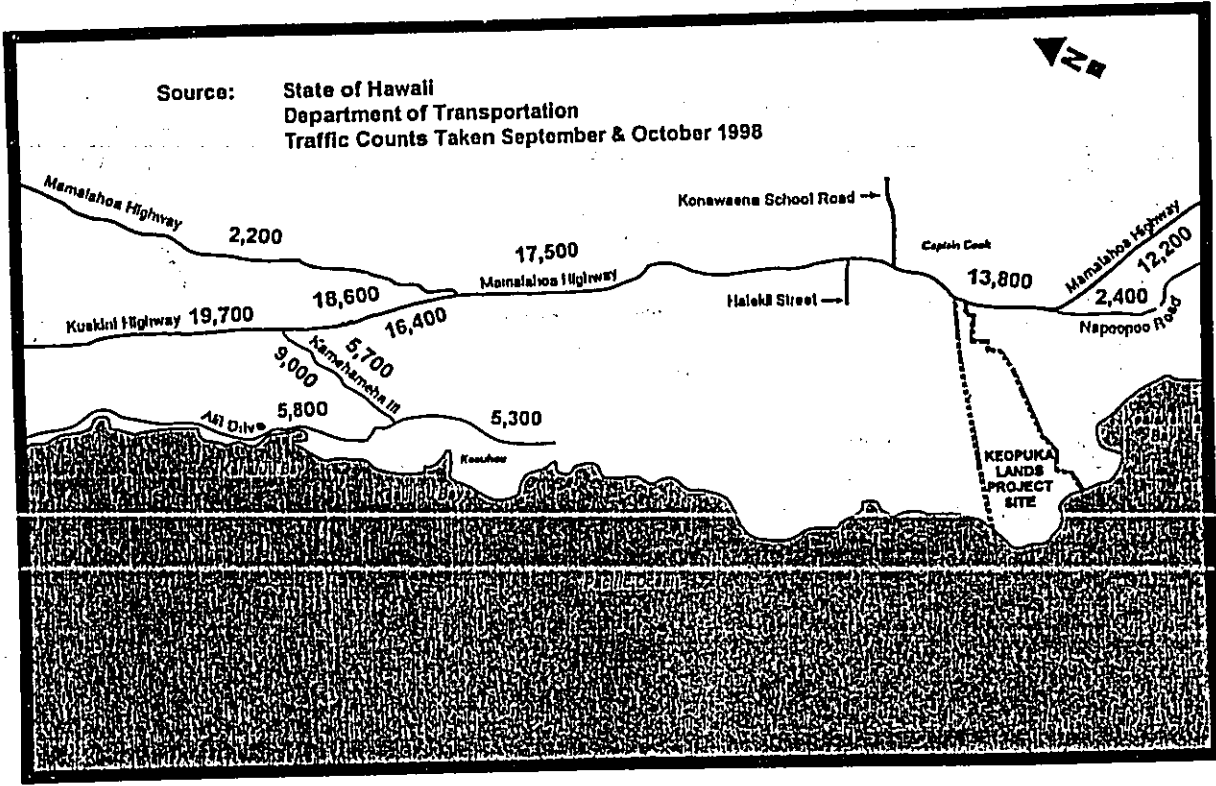 N
Source: State of Hawaii
Department of Transportation
Traffic Counts Taken September & October 1998
Mamalahoa Highway
2,200
Konawaena School Road
Captain Cook
17,500
Mamalahoa Highway
18,600
16,400
Kuakini Highway 19,700
Halekii Street
13,800
Mamalahoa Highway
12,200
2,400
Napoopoo Road
5,700
Kamehameha III
9,000
Alii Drive
5,800
5,300
Keauhou
KEOPUKA
LANDS
PROJECT
SITE